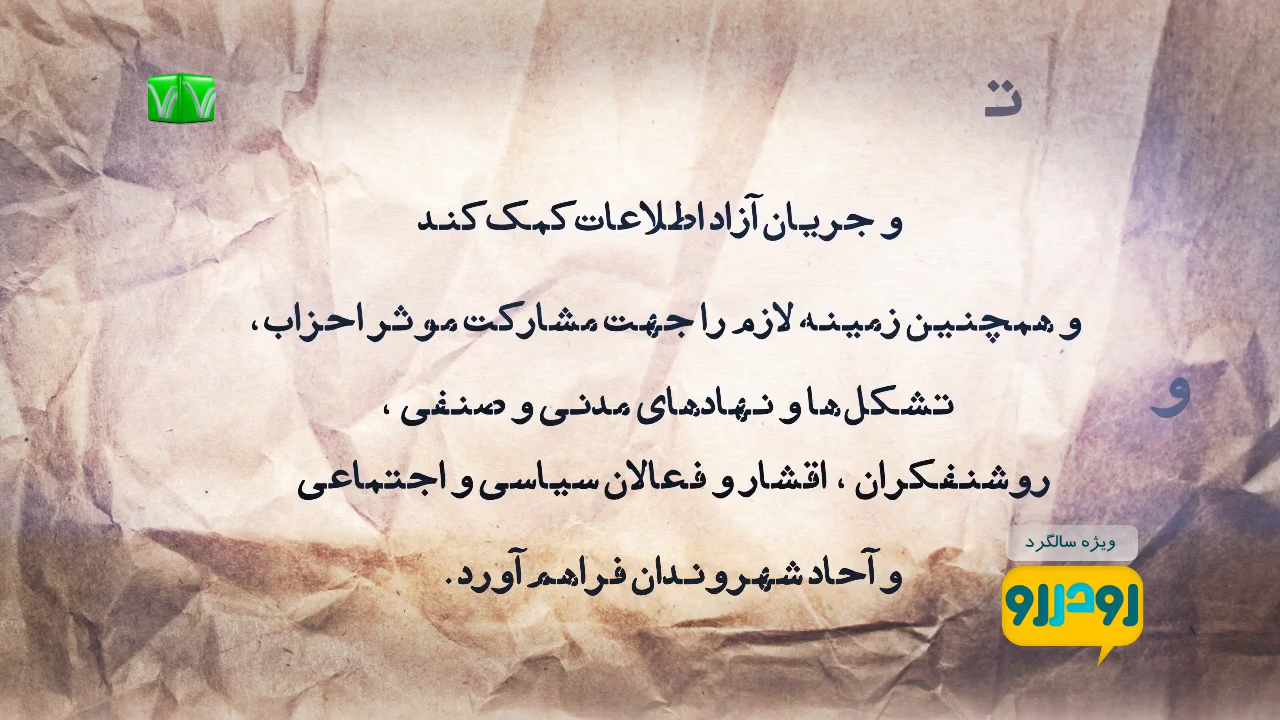 ت
و جریان آزاد اطلاعات کمک کند
و همچنین زمینه لازم را جهت مشارکت موثر احزاب،
و
تشکل‌ها و نهادهای مدنی و صنفی ،
روشنفکران ، اقشار و فعالان سیاسی و اجتماعی
ویژه سالگرد
و آحاد شهروندان فراهم آورد.
رودررو